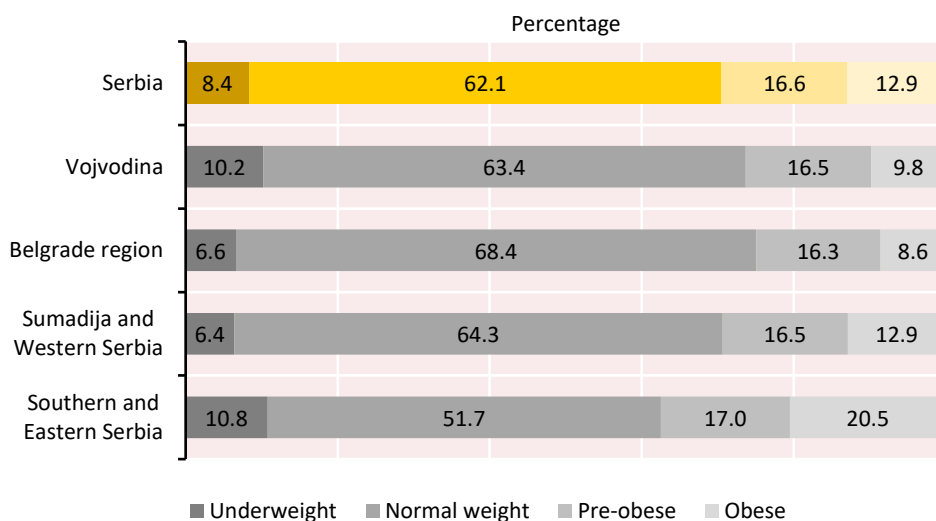 Percentage
Serbia
8.4 62.1 16.6 12.9
Vojvodina
10.2 63.4 16.5 9.8
Belgrade region
6.6 68.4 16.3 8.6
Sumadija and
Western Serbia
6.4 64.3 16.5 12.9
Southern and
Eastern Serbia
10.8 51.7 17.0 20.5
Underweight Normal weight Pre-obese Obese